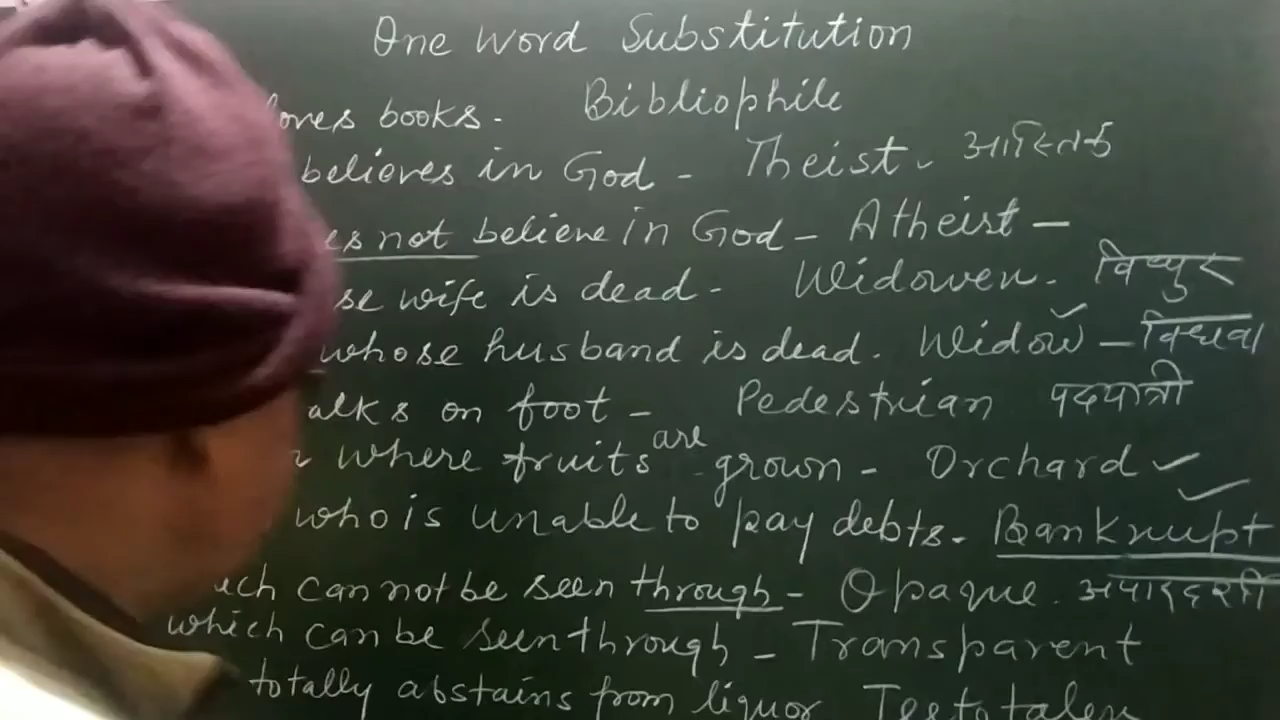 One Word Substitution
loves books. Bibliophile
believes in God - Theist. आस्तिक
es not believe in God - Atheist -
se wife is dead. Widower. विधुर
whose husband is dead. Widow - विधवा
alks on foot - Pedestrian पदयात्री
where fruits are grown - Orchard
who is unable to pay debts. Bankrupt
ich can not be seen through - Opaque. अपारदर्शी
which can be seen through - Transparent
totally abstains from liquor Teetotaler